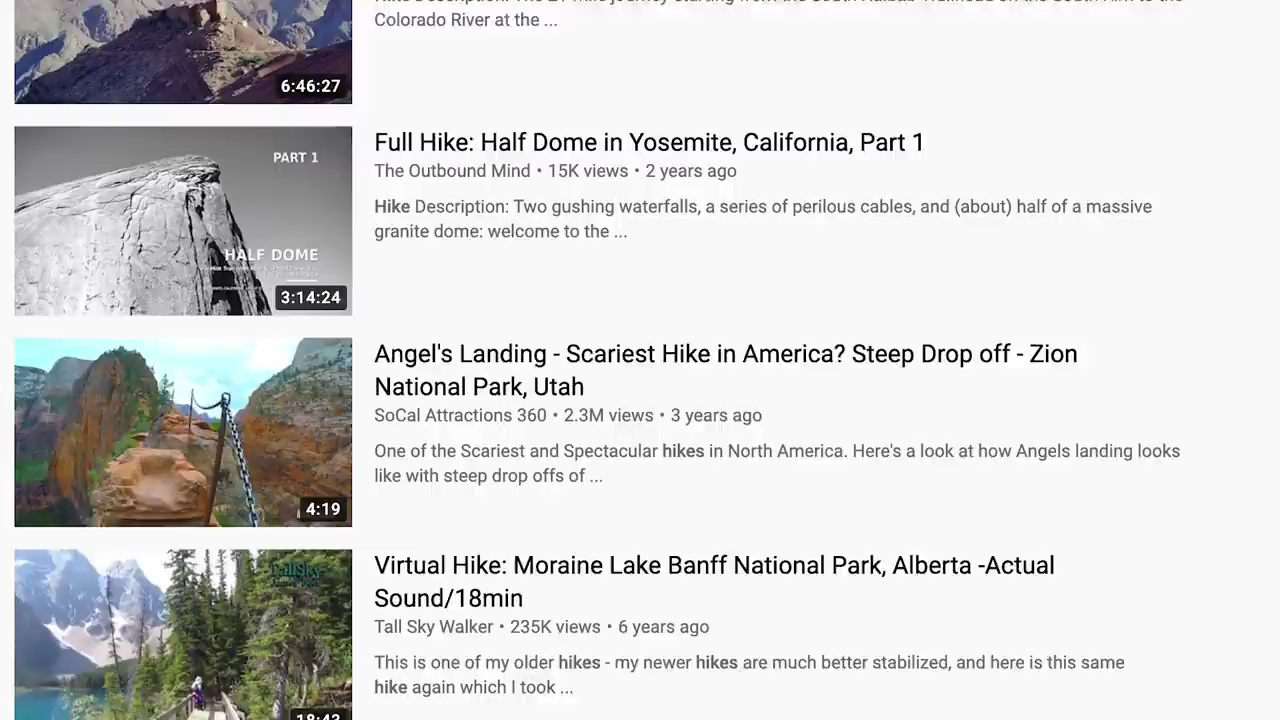 Colorado River at the ...
6:46:27
PART 1
HALF DOME
3:14:24
Full Hike: Half Dome in Yosemite, California, Part 1
The Outbound Mind • 15K views • 2 years ago
Hike Description: Two gushing waterfalls, a series of perilous cables, and (about) half of a massive
granite dome: welcome to the ...
4:19
Angel's Landing - Scariest Hike in America? Steep Drop off - Zion
National Park, Utah
SoCal Attractions 360 • 2.3M views • 3 years ago
One of the Scariest and Spectacular hikes in North America. Here's a look at how Angels landing looks
like with steep drop offs of ...
TallSky
18:43
Virtual Hike: Moraine Lake Banff National Park, Alberta -Actual
Sound/18min
Tall Sky Walker • 235K views • 6 years ago
This is one of my older hikes - my newer hikes are much better stabilized, and here is this same
hike again which I took ...